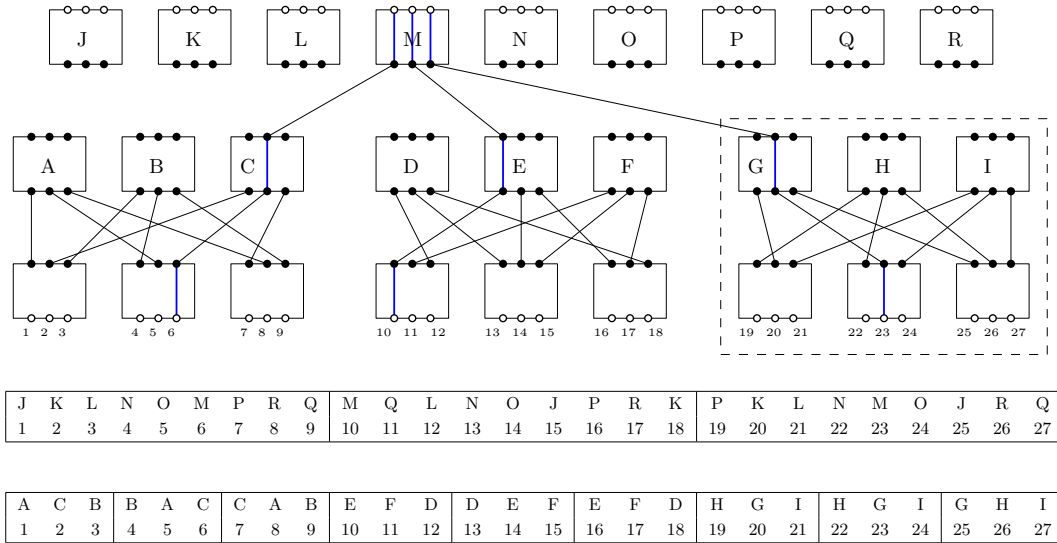 J K L M N O P Q R
A B C D E F G H I
1 2 3 4 5 6 7 8 9 10 11 12 13 14 15 16 17 18 19 20 21 22 23 24 25 26 27
J K L N O M P R Q M Q L N O J P R K P K L N M O J R Q
1 2 3 4 5 6 7 8 9 10 11 12 13 14 15 16 17 18 19 20 21 22 23 24 25 26 27
A C B B A C C A B E F D D E F E F D H G I H G I G H I
1 2 3 4 5 6 7 8 9 10 11 12 13 14 15 16 17 18 19 20 21 22 23 24 25 26 27